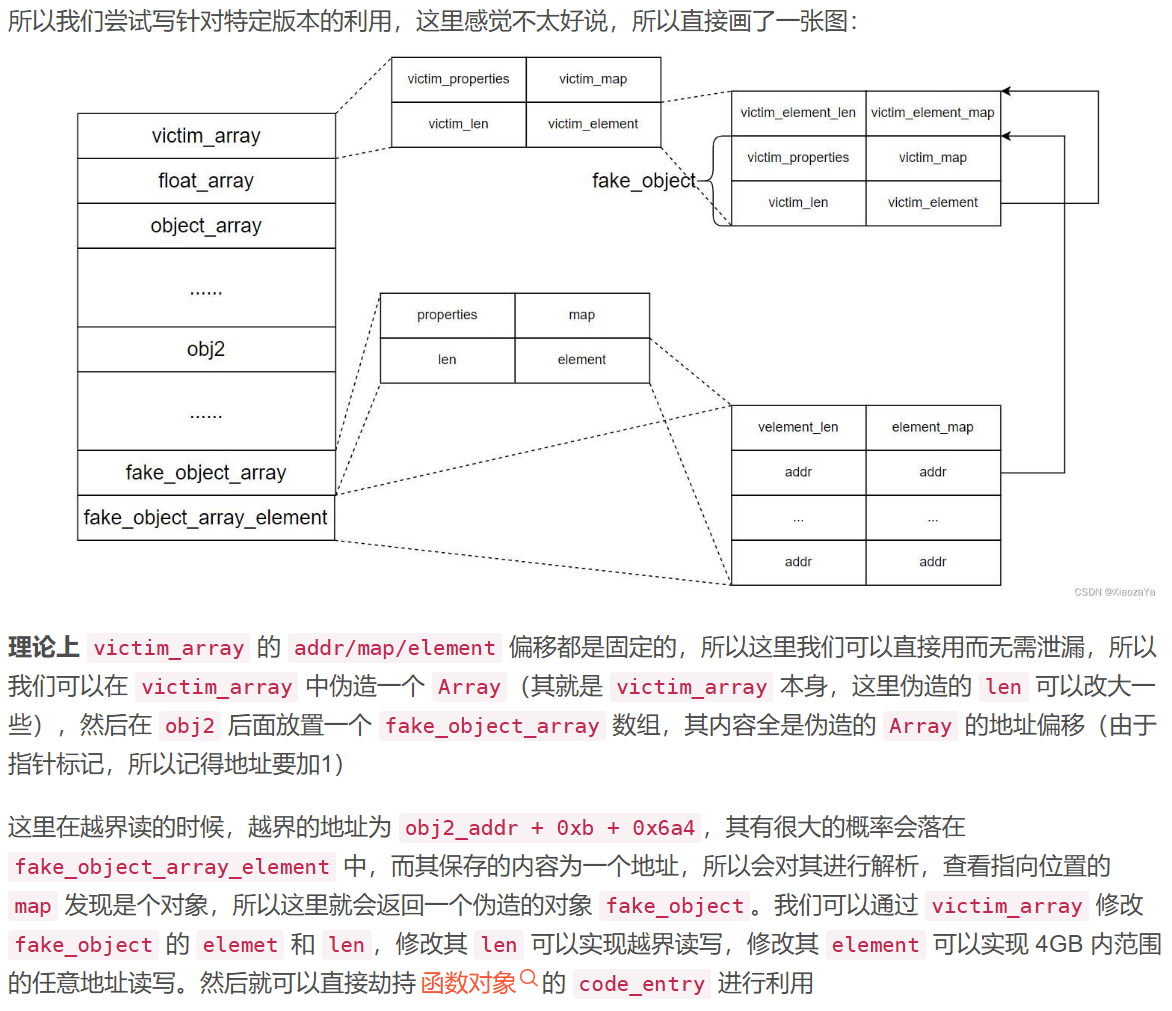 所以我们尝试写针对特定版本的利用，这里感觉不太好说，所以直接画了一张图：
victim_array
float_array
object_array
......
obj2
......
fake_object_array
fake_object_array_element
victim_properties victim_map
victim_len victim_element
victim_element_len victim_element_map
victim_properties victim_map
victim_len victim_element
fake_object
properties map
len element
velement_len element_map
addr addr
... ...
addr addr
CSDN @XiaozaYa
理论上 victim_array 的 addr/map/element 偏移都是固定的，所以这里我们可以直接用而无需泄漏，所以
我们可以在 victim_array 中伪造一个 Array（其就是 victim_array 本身，这里伪造的 len 可以改大一
些），然后在 obj2 后面放置一个 fake_object_array 数组，其内容全是伪造的 Array 的地址偏移（由于
指针标记，所以记得地址要加1）
这里在越界读的时候，越界的地址为 obj2_addr + 0xb + 0x6a4，其有很大的概率会落在
fake_object_array_element 中，而其保存的内容为一个地址，所以会对其进行解析，查看指向位置的
map 发现是个对象，所以这里就会返回一个伪造的对象 fake_object。我们可以通过 victim_array 修改
fake_object 的 elemet 和 len，修改其 len 可以实现越界读写，修改其 element 可以实现 4GB 内范围
的任意地址读写。然后就可以直接劫持 函数对象 的 code_entry 进行利用